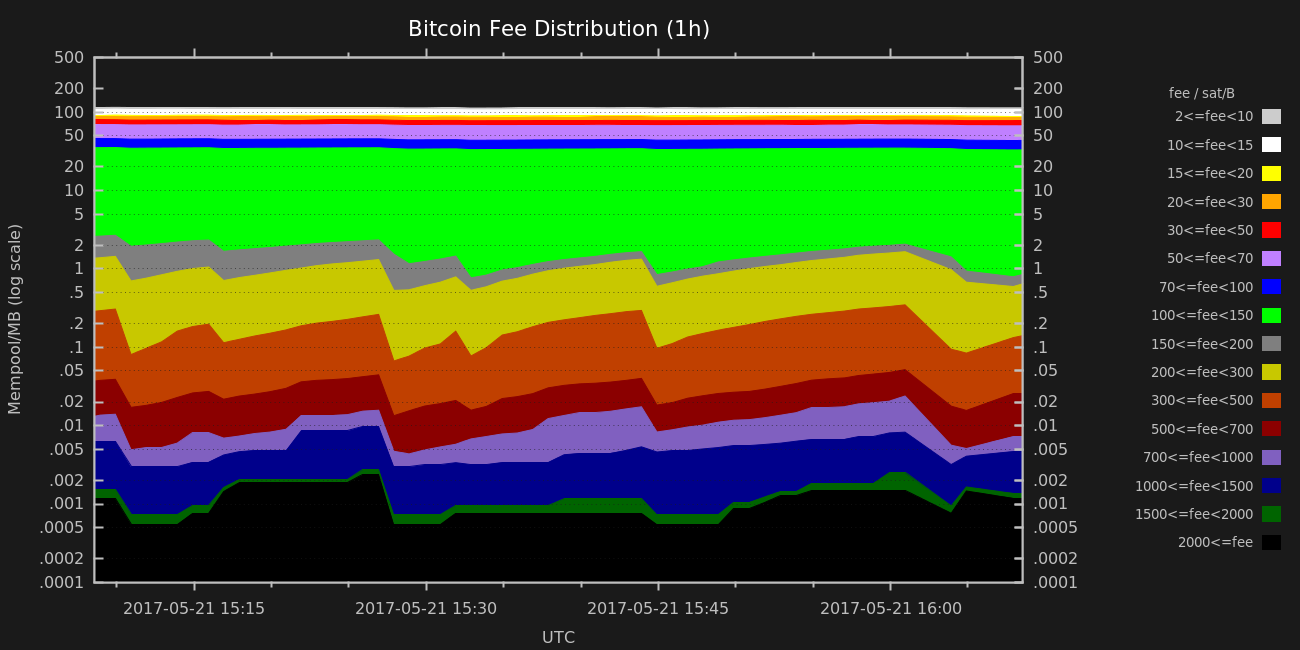 Bitcoin Fee Distribution (1h)
Mempool/MB (log scale)
500
200
100
50
20
10
5
2
1
.5
.2
.1
.05
.02
.01
.005
.002
.001
.0005
.0002
.0001
500
200
100
50
20
10
5
2
1
.5
.2
.1
.05
.02
.01
.005
.002
.001
.0005
.0002
.0001
2017-05-21 15:15
2017-05-21 15:30
2017-05-21 15:45
2017-05-21 16:00
UTC
fee / sat/B
2<=fee<10
10<=fee<15
15<=fee<20
20<=fee<30
30<=fee<50
50<=fee<70
70<=fee<100
100<=fee<150
150<=fee<200
200<=fee<300
300<=fee<500
500<=fee<700
700<=fee<1000
1000<=fee<1500
1500<=fee<2000
2000<=fee